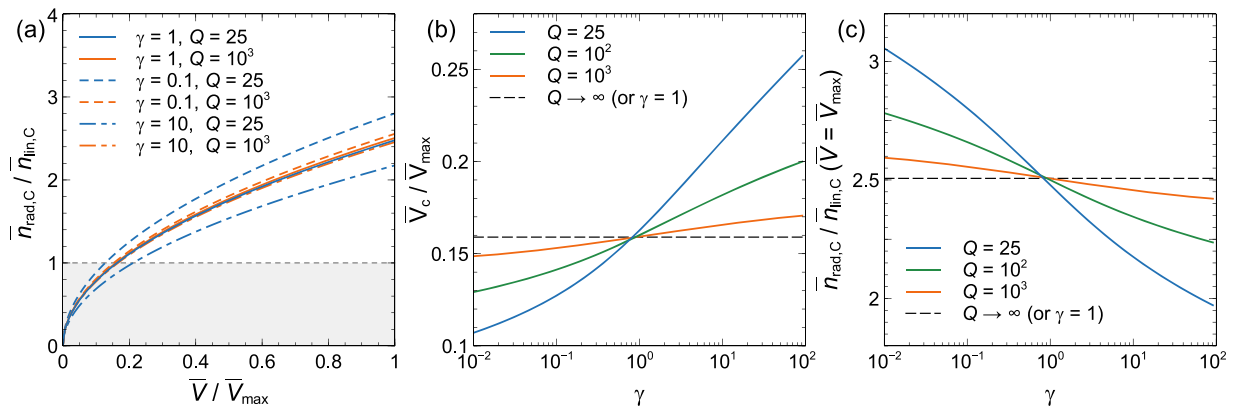 (a)
γ = 1, Q = 25
γ = 1, Q = 10³
γ = 0.1, Q = 25
γ = 0.1, Q = 10³
γ = 10, Q = 25
γ = 10, Q = 10³
4
3
2
1
0
0 0.2 0.4 0.6 0.8 1
n̅rad,C / n̅lin,C
V̅ / V̅max
(b)
Q = 25
Q = 10²
Q = 10³
Q → ∞ (or γ = 1)
0.25
0.20
0.15
0.1
10⁻² 10⁻¹ 10⁰ 10¹ 10²
V̅c / V̅max
γ
(c)
3
2.5
2
Q = 25
Q = 10²
Q = 10³
Q → ∞ (or γ = 1)
10⁻² 10⁻¹ 10⁰ 10¹ 10²
n̅rad,C / n̅lin,C (V̅ = V̅max)
γ